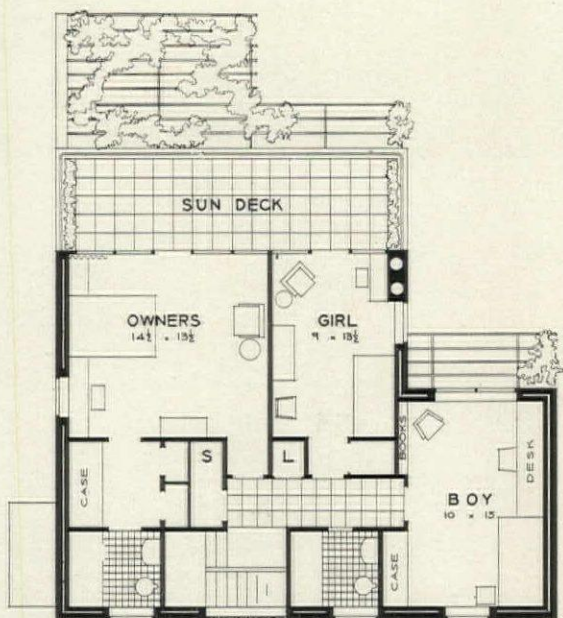 SUN DECK
OWNERS
14½ × 13½
GIRL
9 × 13½
S
L
BOOKS
DESK
CASE
BOY
10 × 15
CASE